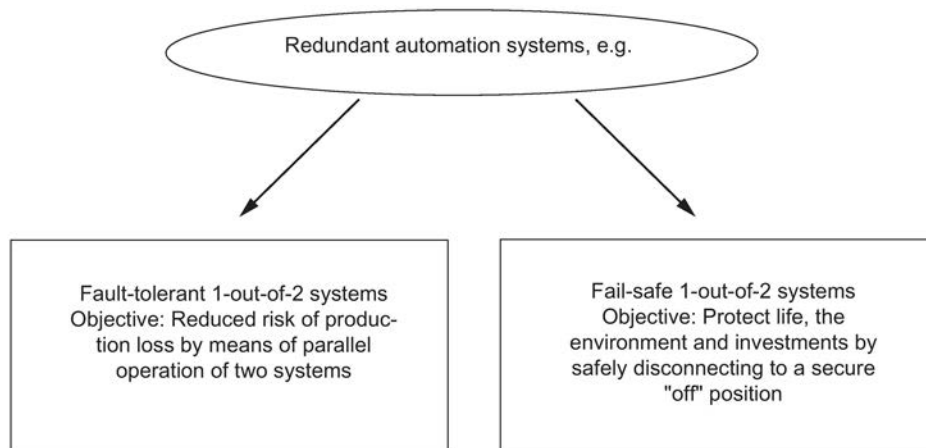 Redundant automation systems, e.g.
Fault-tolerant 1-out-of-2 systems
Objective: Reduced risk of produc-
tion loss by means of parallel
operation of two systems
Fail-safe 1-out-of-2 systems
Objective: Protect life, the
environment and investments by
safely disconnecting to a secure
"off" position